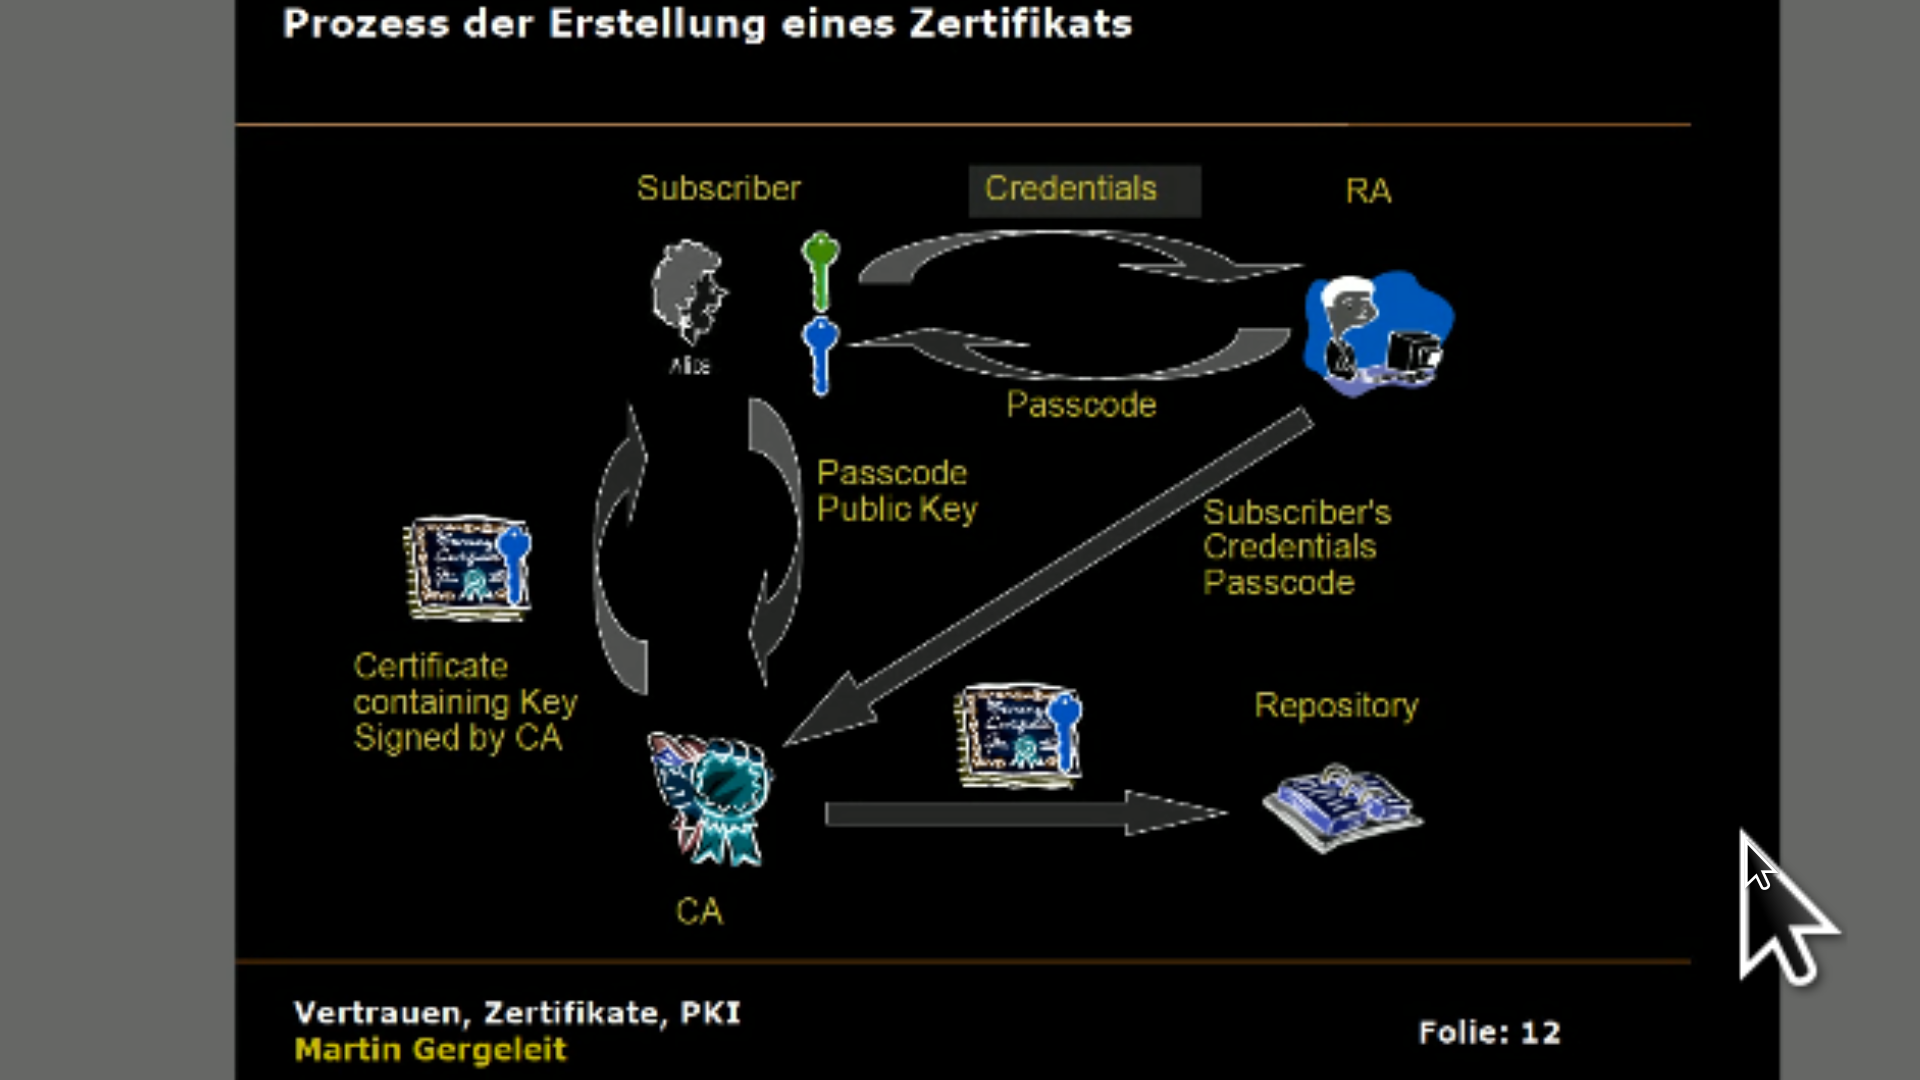 Prozess der Erstellung eines Zertifikats
Subscriber
Credentials
RA
Alice
Passcode
Passcode
Public Key
Subscriber's
Credentials
Passcode
Certificate
containing Key
Signed by CA
Repository
CA
Vertrauen, Zertifikate, PKI
Martin Gergeleit
Folie: 12